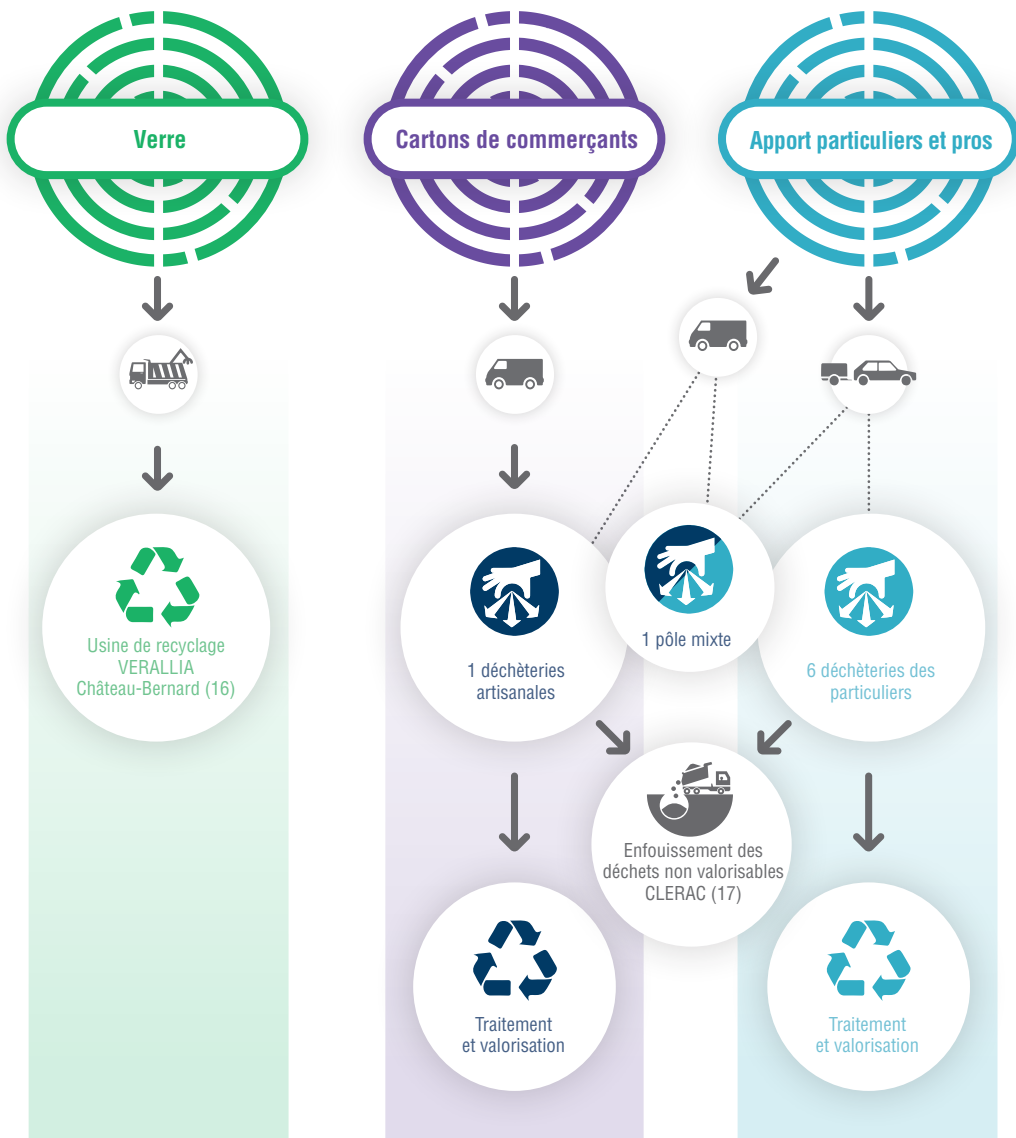 Verre
Cartons de commerçants
Apport particuliers et pros
Usine de recyclage
VERALLIA
Château-Bernard (16)
1 déchèteries
artisanales
1 pôle mixte
6 déchèteries des
particuliers
Enfouissement des
déchets non valorisables
CLERAC (17)
Traitement
et valorisation
Traitement
et valorisation